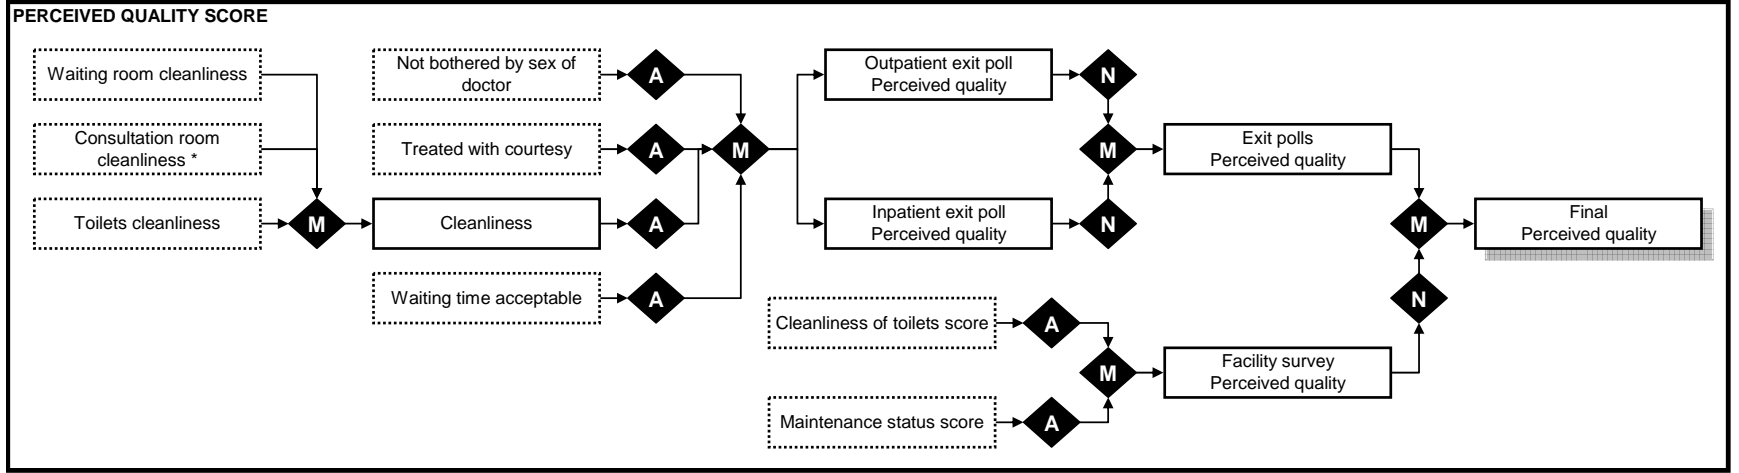 PERCEIVED QUALITY SCORE
Waiting room cleanliness
Consultation room
cleanliness *
Toilets cleanliness
M
Not bothered by sex of
doctor
A
Treated with courtesy
A
Cleanliness
A
Waiting time acceptable
A
M
Outpatient exit poll
Perceived quality
N
Inpatient exit poll
Perceived quality
N
M
Exit polls
Perceived quality
Cleanliness of toilets score
A
Maintenance status score
A
M
Facility survey
Perceived quality
N
M
Final
Perceived quality